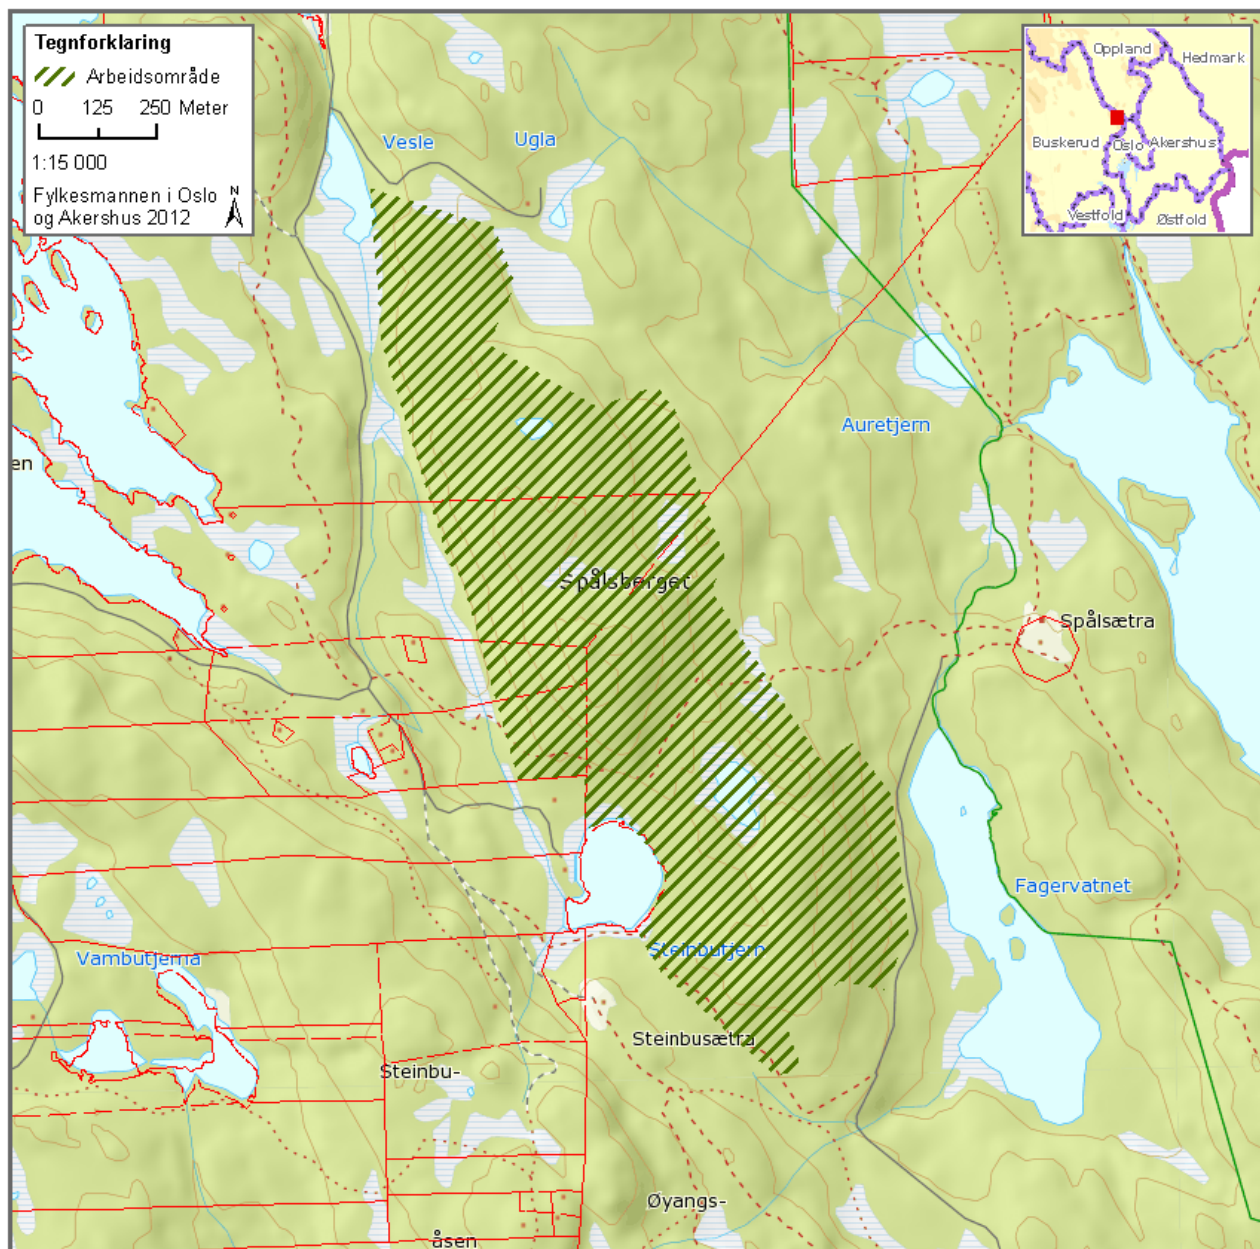 Tegnforklaring
Arbeidsområde
0 125 250 Meter
1:15 000
Fylkesmannen i Oslo
og Akershus 2012
N
Oppland
Hedmark
Buskerud
Oslo
Akershus
Vestfold
Østfold
Vesle
Ugla
Auretjern
en
Spålsberget
Spålsætra
Fagervatnet
Steinbutjern
Vambutjerna
Steinbusætra
Steinbu-
Øyangs-
åsen